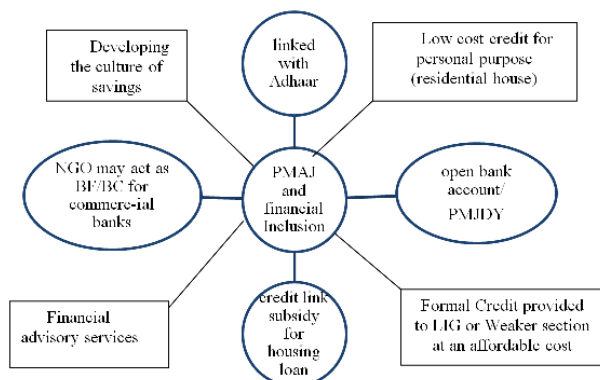 Developing
the culture of
savings
linked
with
Adhaar
Low cost credit for
personal purpose
(residential house)
NGO may act as
BF/BC for
commerc-ial
banks
PMAJ
and
financial
Inclusion
open bank
account/
PMJDY
Financial
advisory services
credit link
subsidy
for
housing
loan
Formal Credit provided
to LIG or Weaker section
at an affordable cost